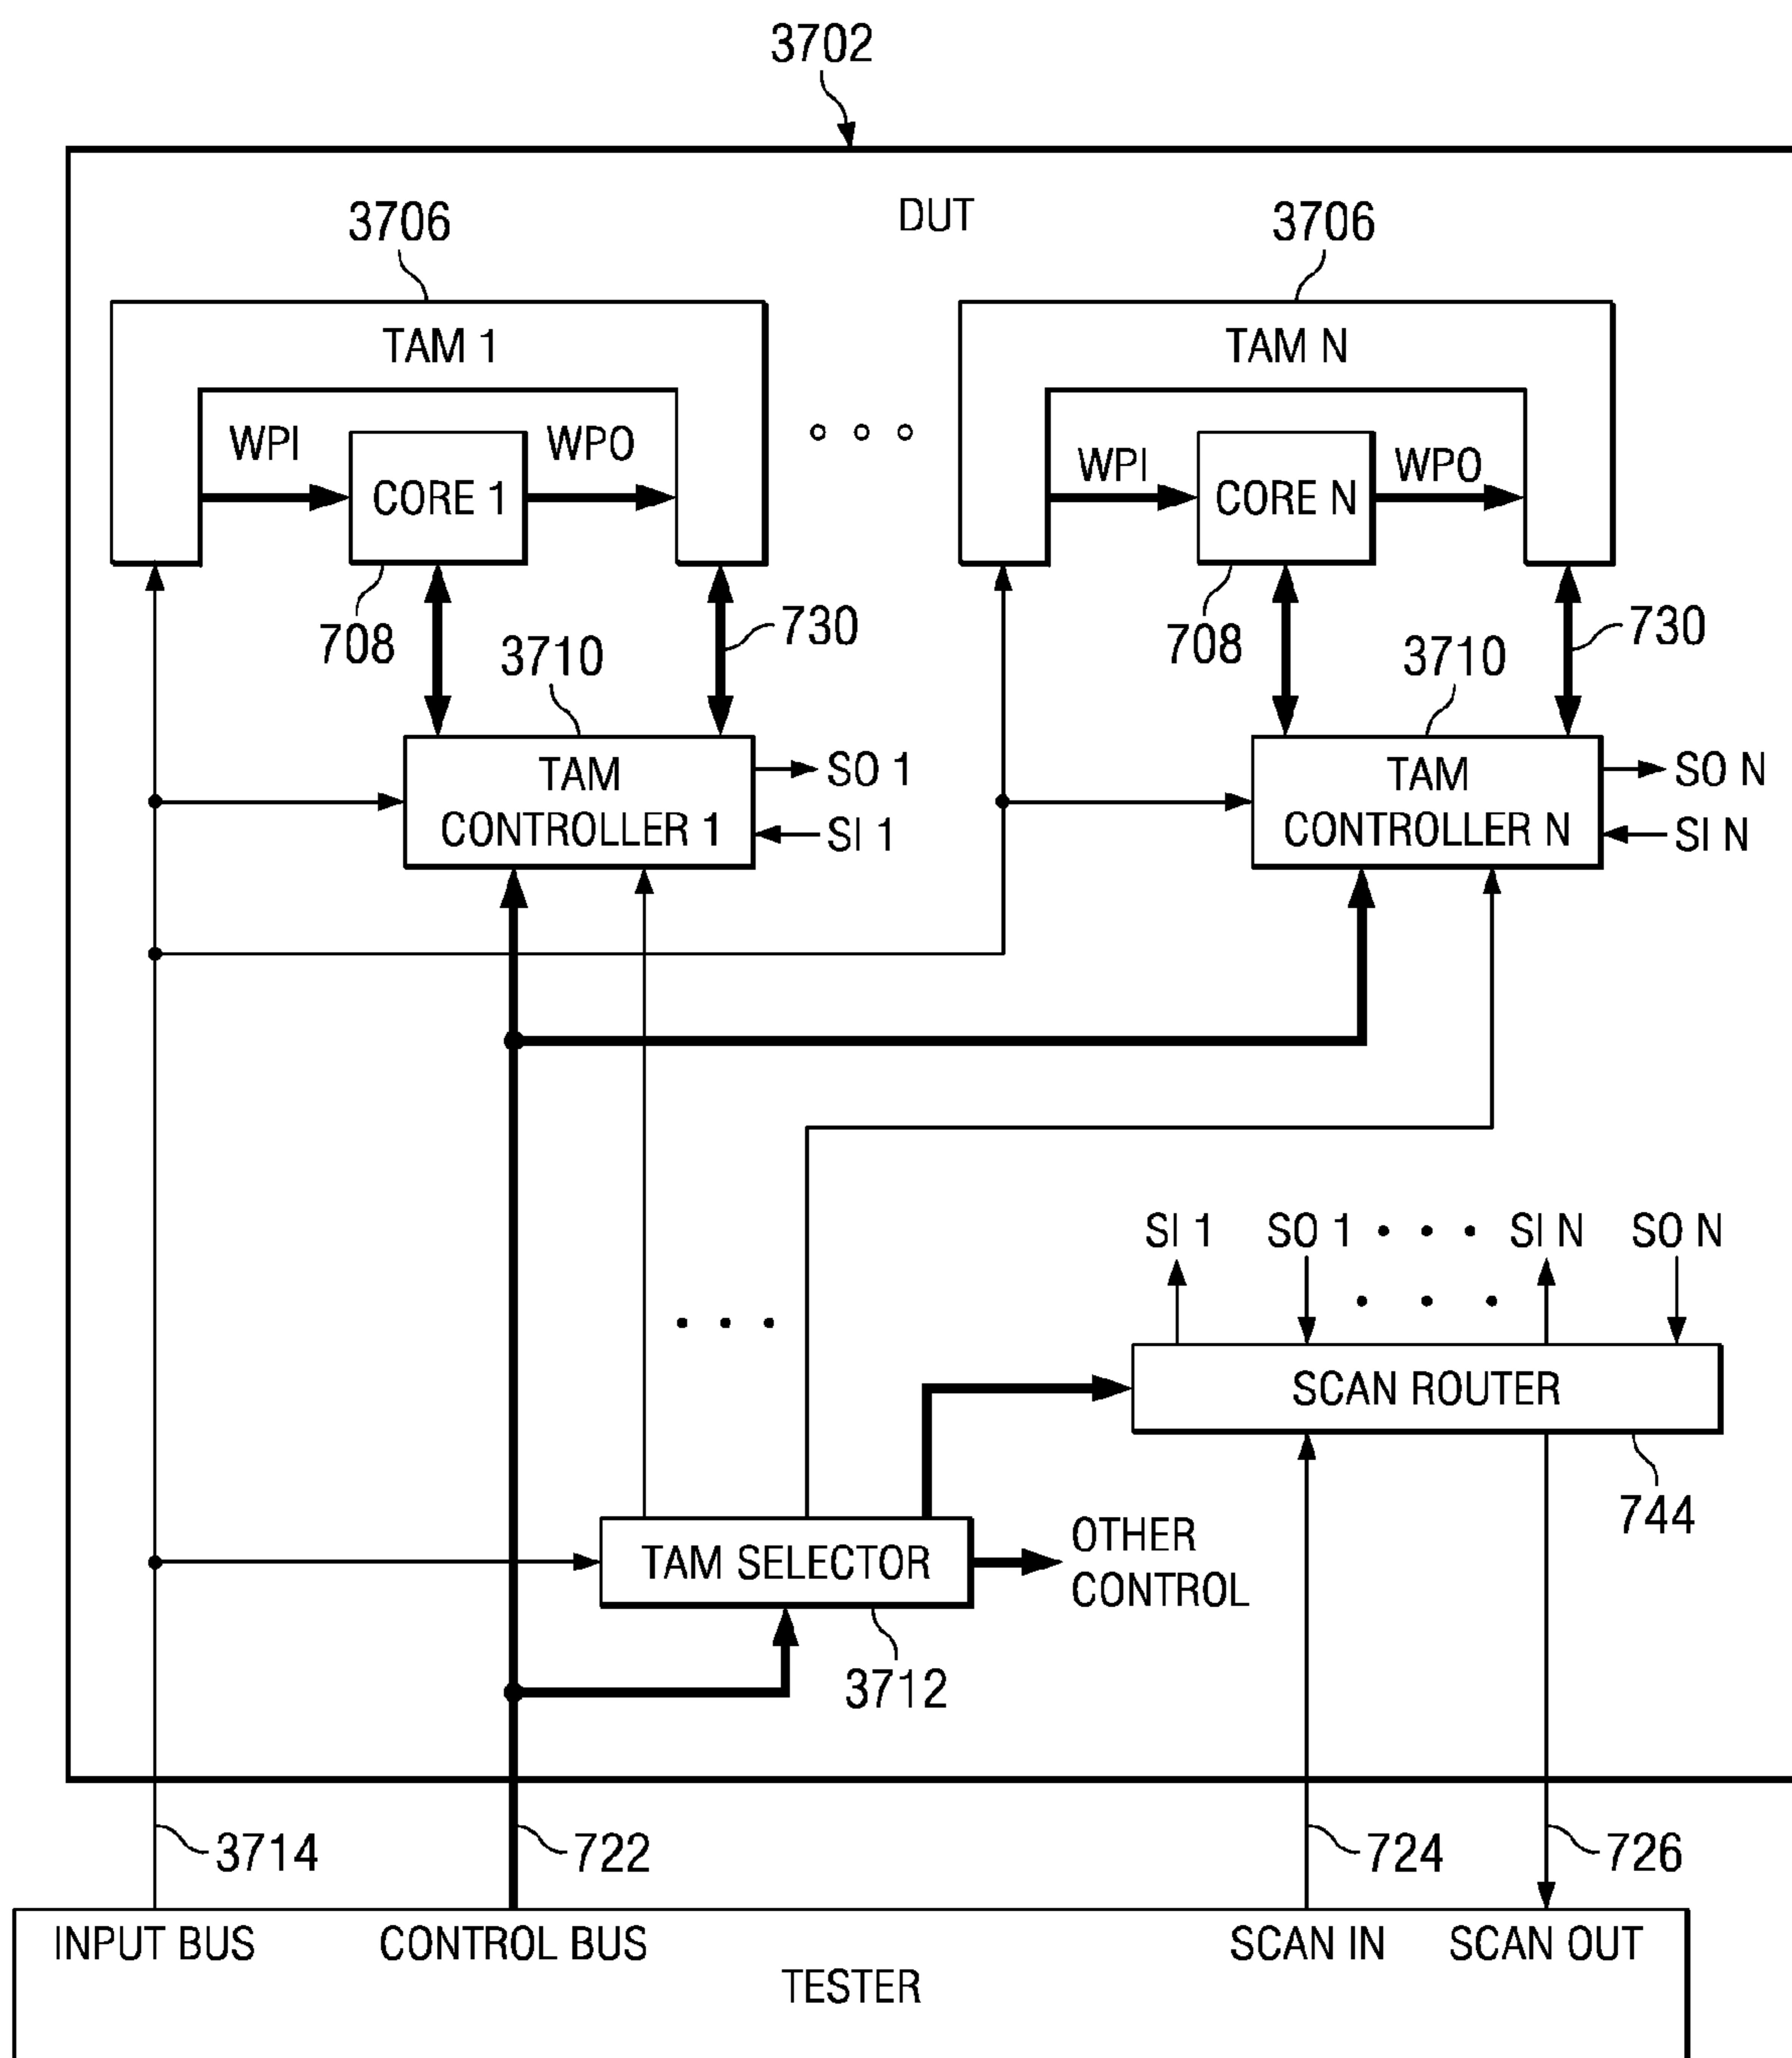 3702
DUT
3706
3706
TAM 1
TAM N
WPI
WPO
CORE 1
WPI
WPO
CORE N
708
730
3710
708
730
3710
TAM
CONTROLLER 1
SO 1
SI 1
TAM
CONTROLLER N
SO N
SI N
SI 1
SO 1
SI N
SO N
SCAN ROUTER
744
TAM SELECTOR
OTHER
CONTROL
3712
3714
722
724
726
INPUT BUS
CONTROL BUS
SCAN IN
SCAN OUT
TESTER